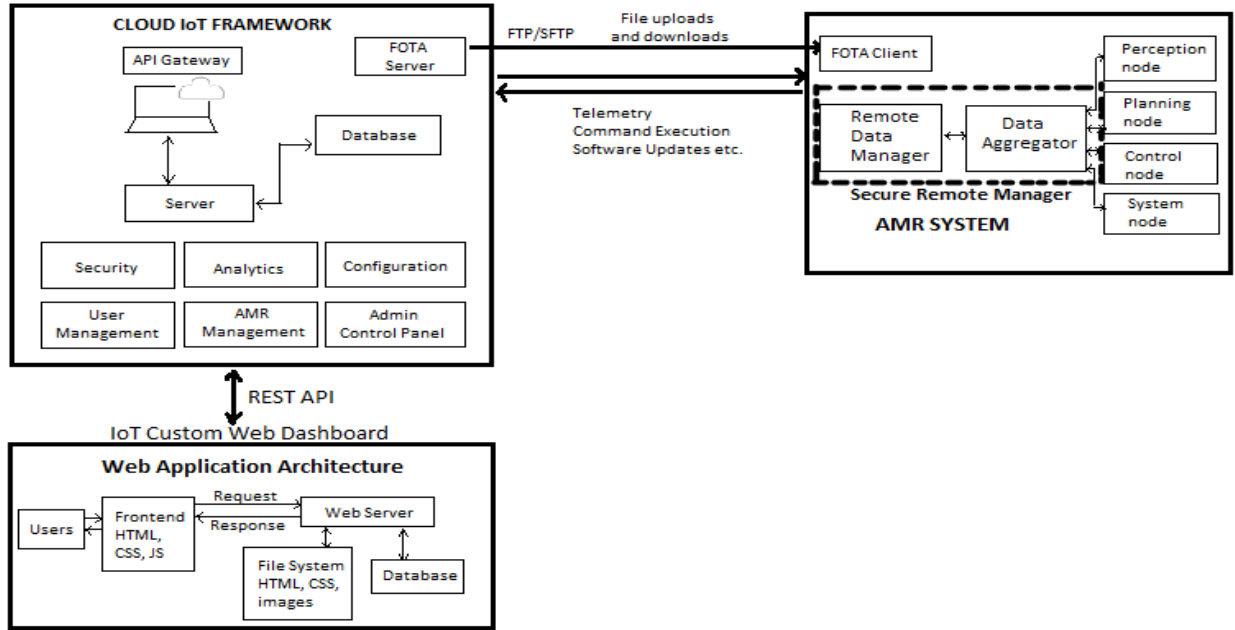 CLOUD IoT FRAMEWORK
API Gateway
FOTA
Server
Database
Server
Security
Analytics
Configuration
User
Management
AMR
Management
Admin
Control Panel
FTP/SFTP
File uploads
and downloads
Telemetry
Command Execution
Software Updates etc.
FOTA Client
Remote
Data
Manager
Data
Aggregator
Perception
node
Planning
node
Control
node
System
node
Secure Remote Manager
AMR SYSTEM
REST API
IoT Custom Web Dashboard
Web Application Architecture
Users
Frontend
HTML,
CSS, JS
Request
Response
Web Server
File System
HTML, CSS,
images
Database